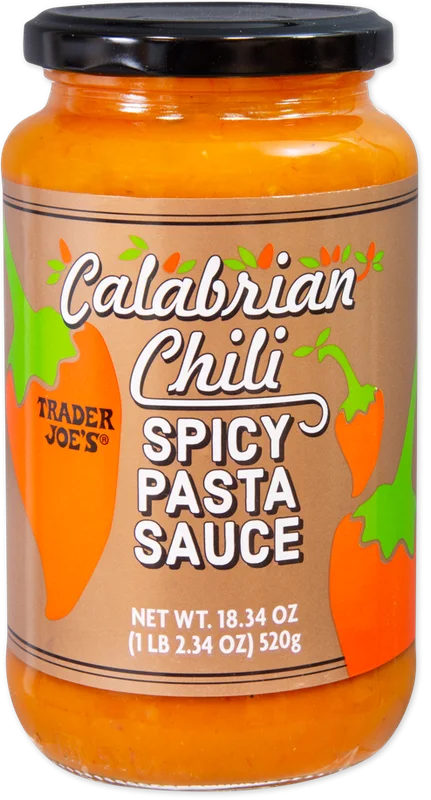 Calabrian
Chili
TRADER
JOE'S®
SPICY
PASTA
SAUCE
NET WT. 18.34 OZ
(1 LB 2.34 OZ) 520g